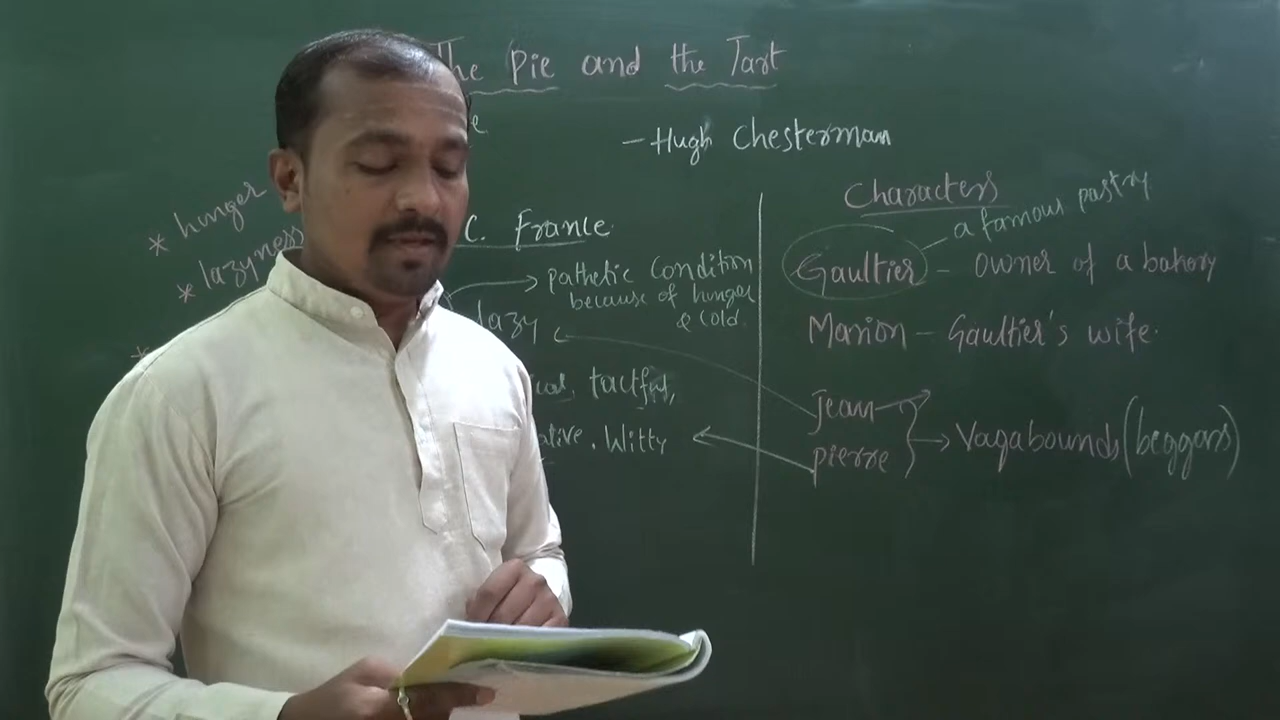 The Pie and the Tart
- Hugh Chesterman
* hunger
* lazyness
C. France
pathetic condition
because of hunger
& cold.
lazy
tactful,
Witty
Characters
a famous pastry
Gaultier - owner of a bakery
Marion - Gaultier's wife.
Jean
pierre
Vagabounds (beggars)